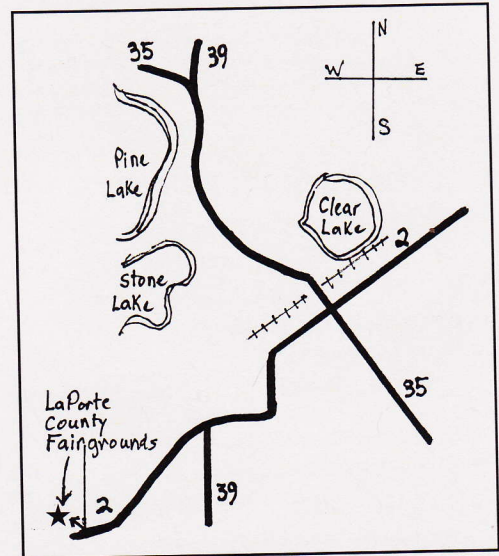 35
39
N
W
E
S
Pine
Lake
Clear
Lake
2
Stone
Lake
35
LaPorte
County
Fairgrounds
2
39